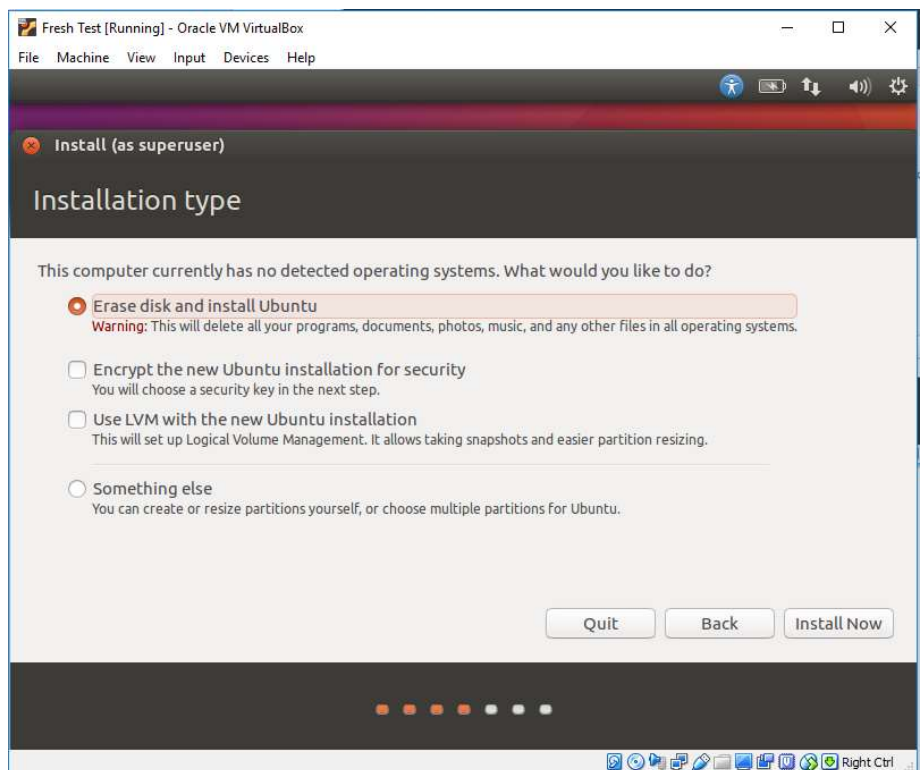 Fresh Test [Running] - Oracle VM VirtualBox
File Machine View Input Devices Help
Install (as superuser)
Installation type
This computer currently has no detected operating systems. What would you like to do?
Erase disk and install Ubuntu
Warning: This will delete all your programs, documents, photos, music, and any other files in all operating systems.
Encrypt the new Ubuntu installation for security
You will choose a security key in the next step.
Use LVM with the new Ubuntu installation
This will set up Logical Volume Management. It allows taking snapshots and easier partition resizing.
Something else
You can create or resize partitions yourself, or choose multiple partitions for Ubuntu.
Quit Back Install Now
Right Ctrl